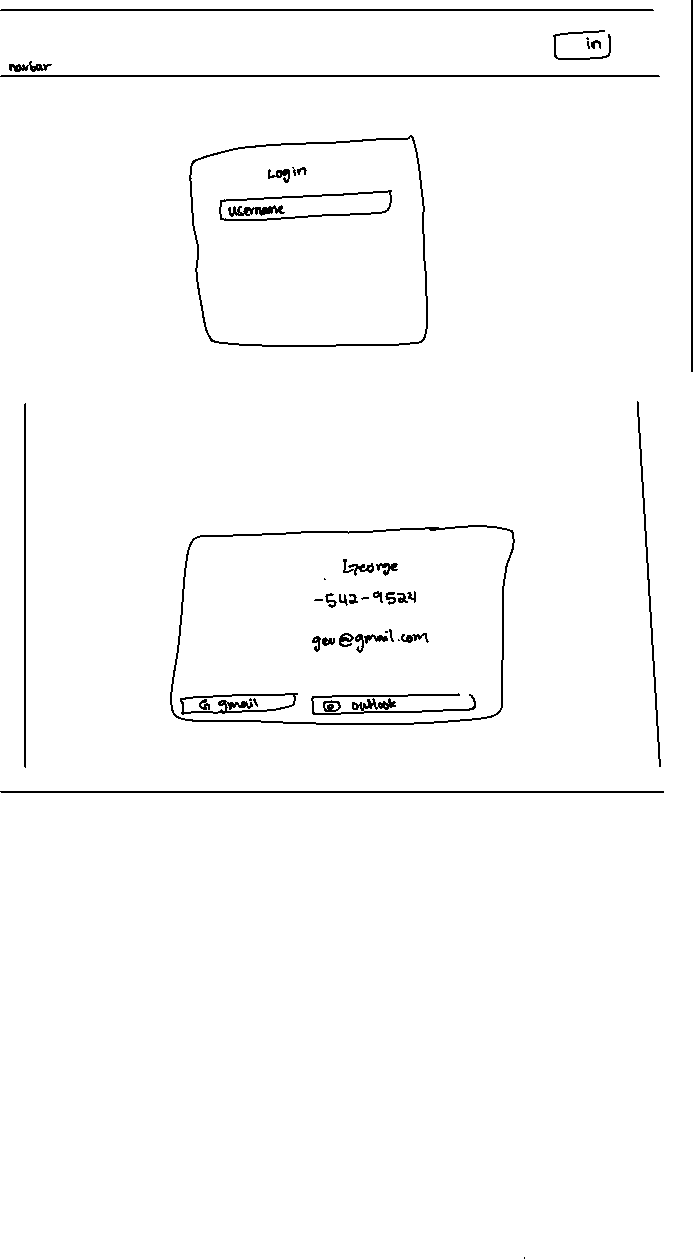 in
navbar
Login
Username
George
-542-9524
geo@gmail.com
G gmail
outlook